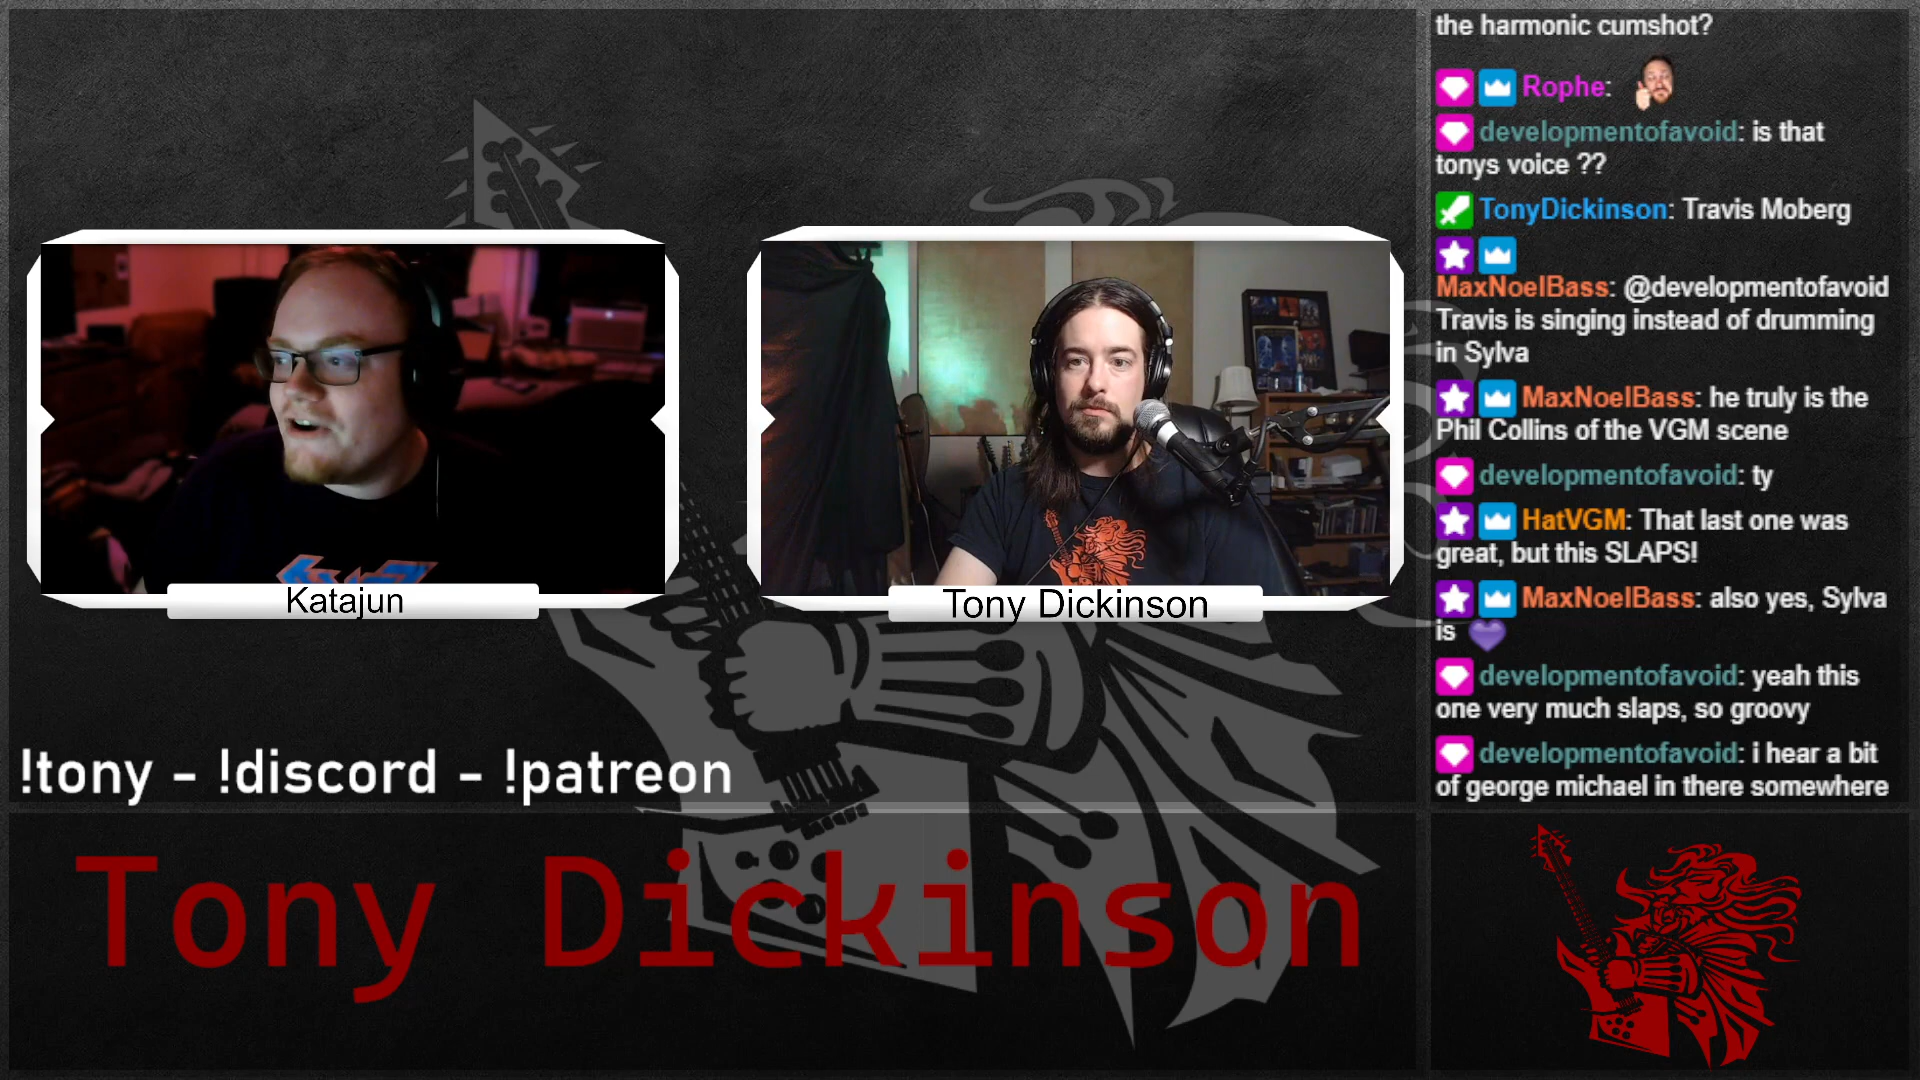 Katajun
Tony Dickinson
!tony - !discord - !patreon
Tony Dickinson
the harmonic cumshot?
Rophe:
developmentofavoid: is that
tonys voice ??
TonyDickinson: Travis Moberg
MaxNoelBass: @developmentofavoid
Travis is singing instead of drumming
in Sylva
MaxNoelBass: he truly is the
Phil Collins of the VGM scene
developmentofavoid: ty
HatVGM: That last one was
great, but this SLAPS!
MaxNoelBass: also yes, Sylva
is
developmentofavoid: yeah this
one very much slaps, so groovy
developmentofavoid: i hear a bit
of george michael in there somewhere